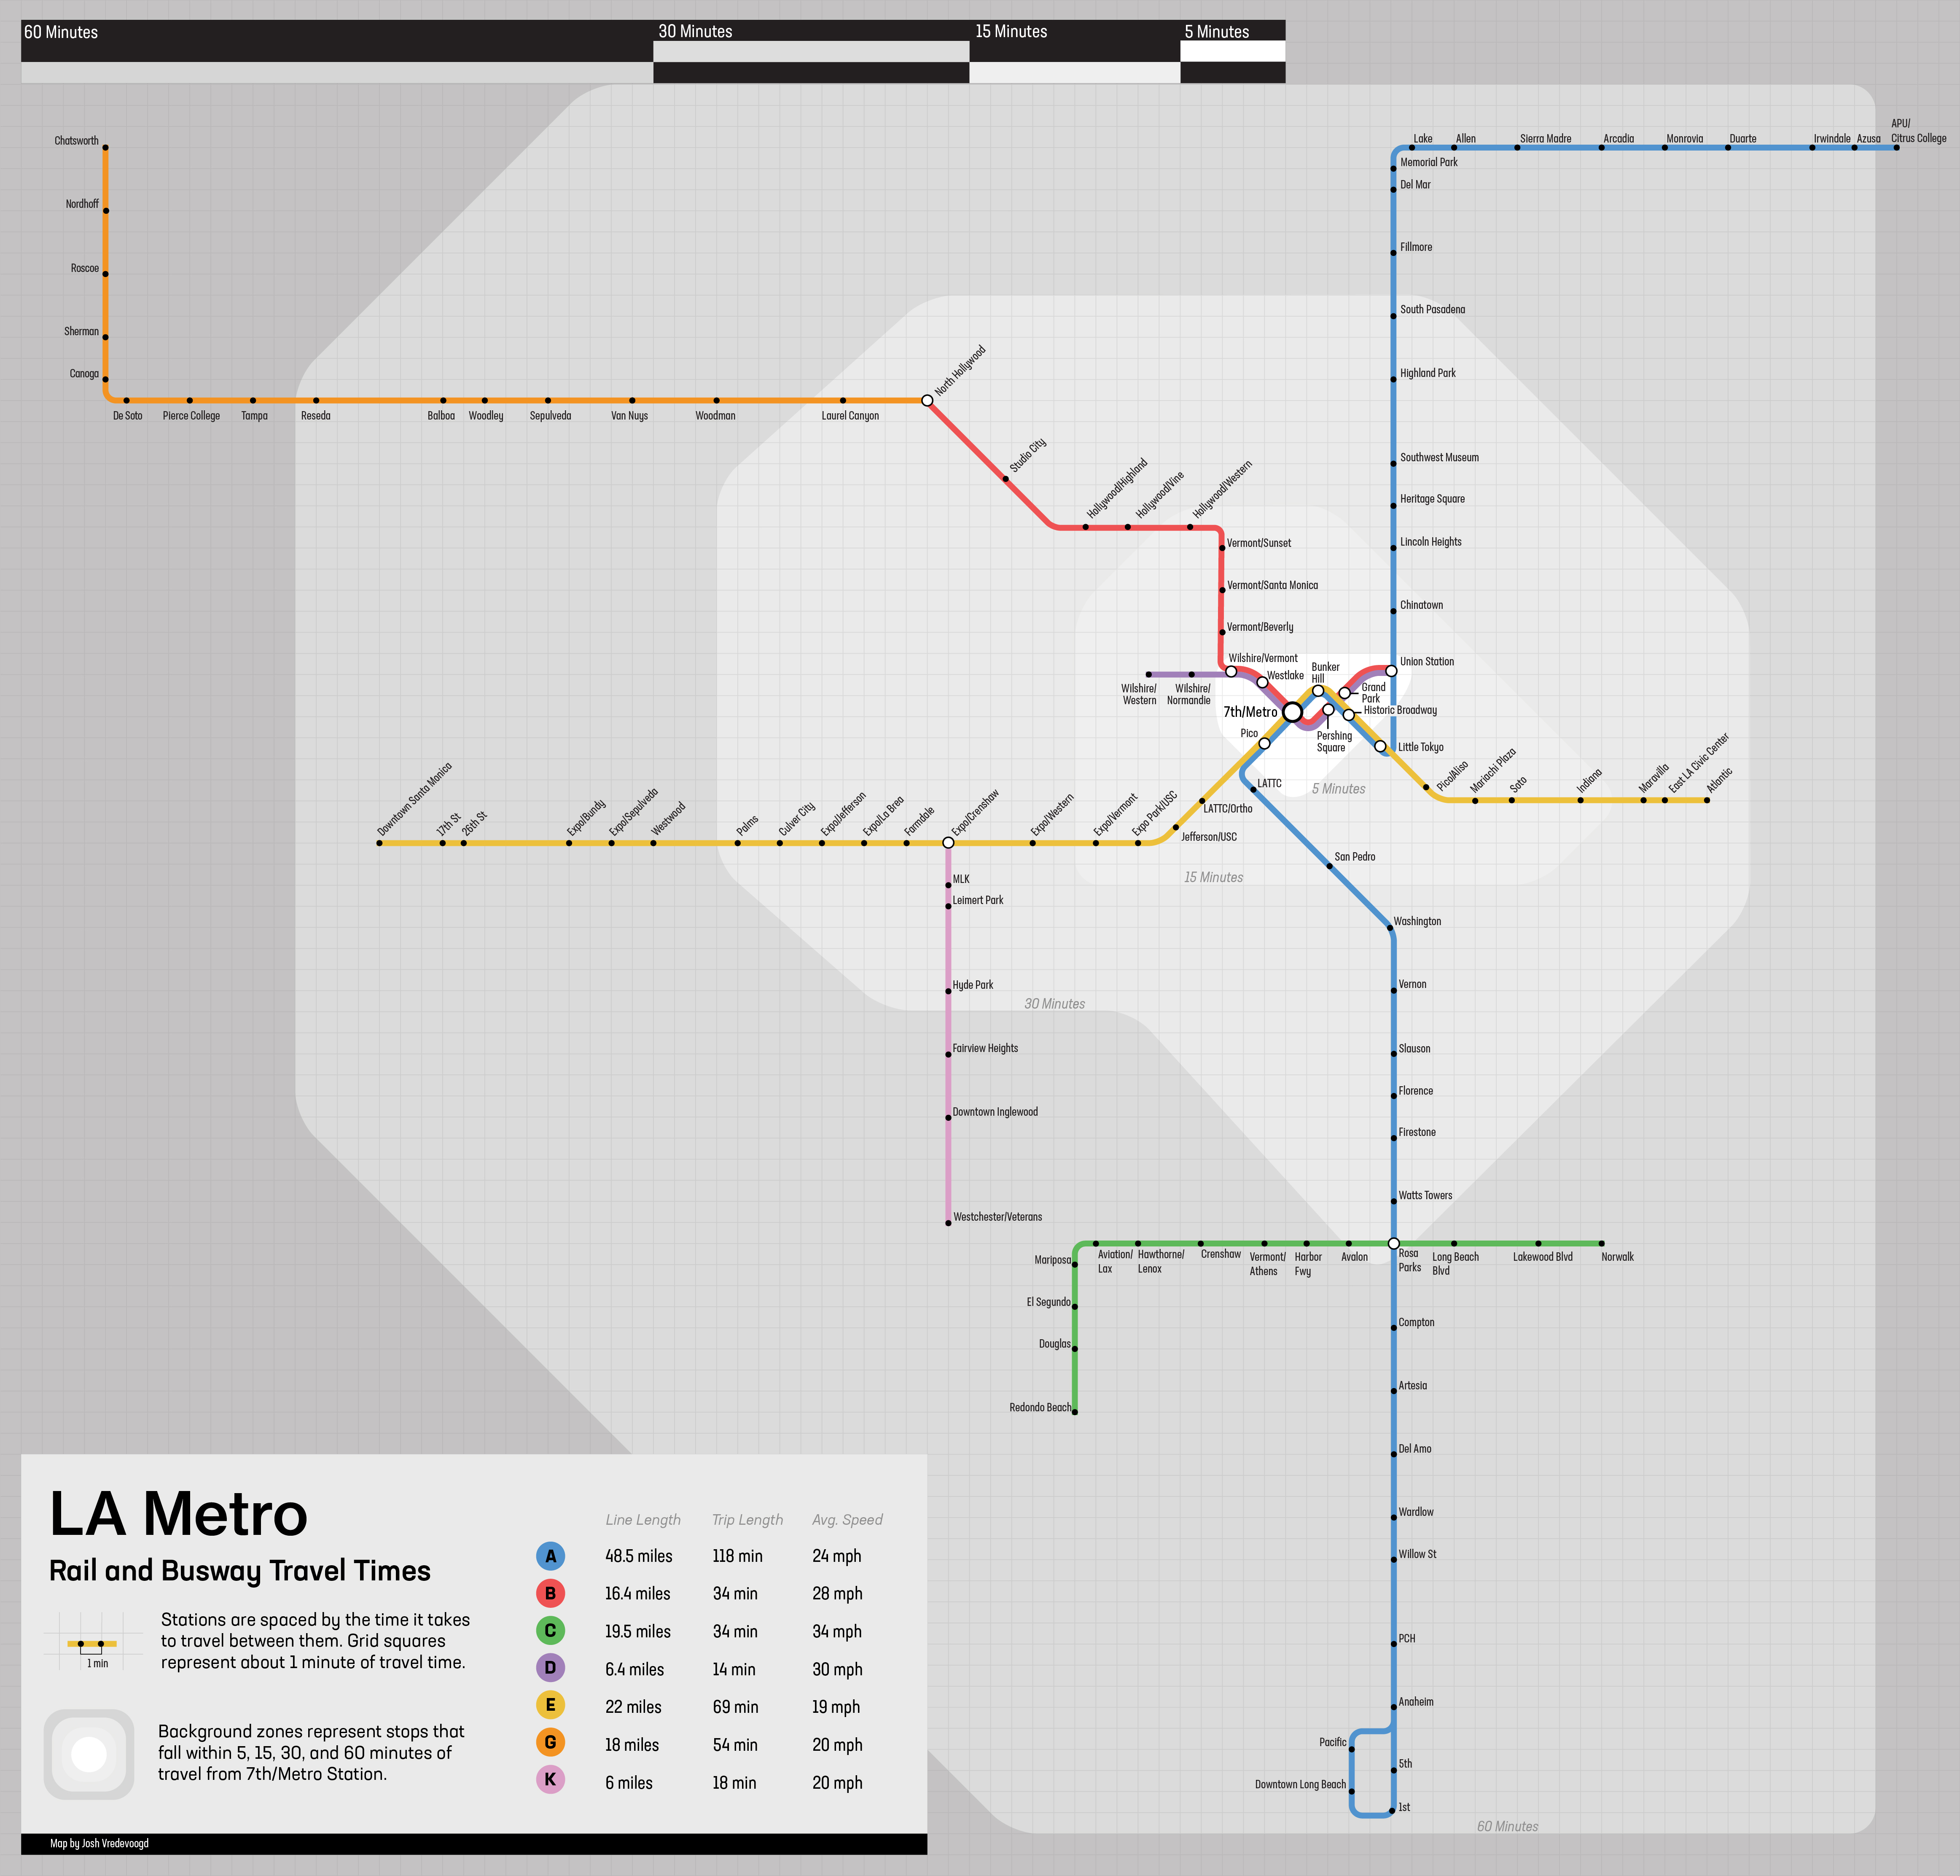 60 Minutes
30 Minutes
15 Minutes
5 Minutes
Chatsworth
Nordhoff
Roscoe
Sherman
Canoga
De Soto
Pierce College
Tampa
Reseda
Balboa
Woodley
Sepulveda
Van Nuys
Woodman
Laurel Canyon
North Hollywood
Studio City
Hollywood/Highland
Hollywood/Vine
Hollywood/Western
Vermont/Sunset
Vermont/Santa Monica
Vermont/Beverly
Wilshire/Vermont
Westlake
Wilshire/
Western
Wilshire/
Normandie
7th/Metro
Bunker
Hill
Grand
Park
Historic Broadway
Pershing
Square
Pico
Little Tokyo
Union Station
Lake
Allen
Sierra Madre
Arcadia
Monrovia
Duarte
Irwindale
Azusa
APU/
Citrus College
Memorial Park
Del Mar
Fillmore
South Pasadena
Highland Park
Southwest Museum
Heritage Square
Lincoln Heights
Chinatown
Pico/Aliso
Mariachi Plaza
Soto
Indiana
Maravilla
East LA Civic Center
Atlantic
5 Minutes
15 Minutes
30 Minutes
60 Minutes
Downtown Santa Monica
17th St
26th St
Expo/Bundy
Expo/Sepulveda
Westwood
Palms
Culver City
Expo/Jefferson
Expo/La Brea
Farmdale
Expo/Crenshaw
Expo/Western
Expo/Vermont
Expo Park/USC
Jefferson/USC
LATTC/Ortho
LATTC
San Pedro
Washington
Vernon
Slauson
Florence
Firestone
Watts Towers
MLK
Leimert Park
Hyde Park
Fairview Heights
Downtown Inglewood
Westchester/Veterans
Mariposa
El Segundo
Douglas
Redondo Beach
Aviation/
Lax
Hawthorne/
Lenox
Crenshaw
Vermont/
Athens
Harbor
Fwy
Avalon
Rosa
Parks
Long Beach
Blvd
Lakewood Blvd
Norwalk
Compton
Artesia
Del Amo
Wardlow
Willow St
PCH
Anaheim
Pacific
5th
Downtown Long Beach
1st
LA Metro
Rail and Busway Travel Times
1 min
Stations are spaced by the time it takes
to travel between them. Grid squares
represent about 1 minute of travel time.
Background zones represent stops that
fall within 5, 15, 30, and 60 minutes of
travel from 7th/Metro Station.
Line Length Trip Length Avg. Speed
A 48.5 miles 118 min 24 mph
B 16.4 miles 34 min 28 mph
C 19.5 miles 34 min 34 mph
D 6.4 miles 14 min 30 mph
E 22 miles 69 min 19 mph
G 18 miles 54 min 20 mph
K 6 miles 18 min 20 mph
Map by Josh Vredevoogd